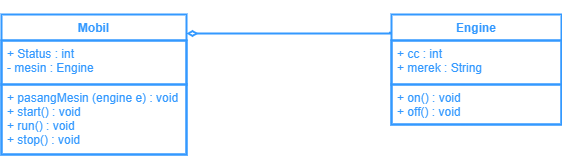 Mobil
+ Status : int
- mesin : Engine
+ pasangMesin (engine e) : void
+ start() : void
+ run() : void
+ stop() : void
Engine
+ cc : int
+ merek : String
+ on() : void
+ off() : void